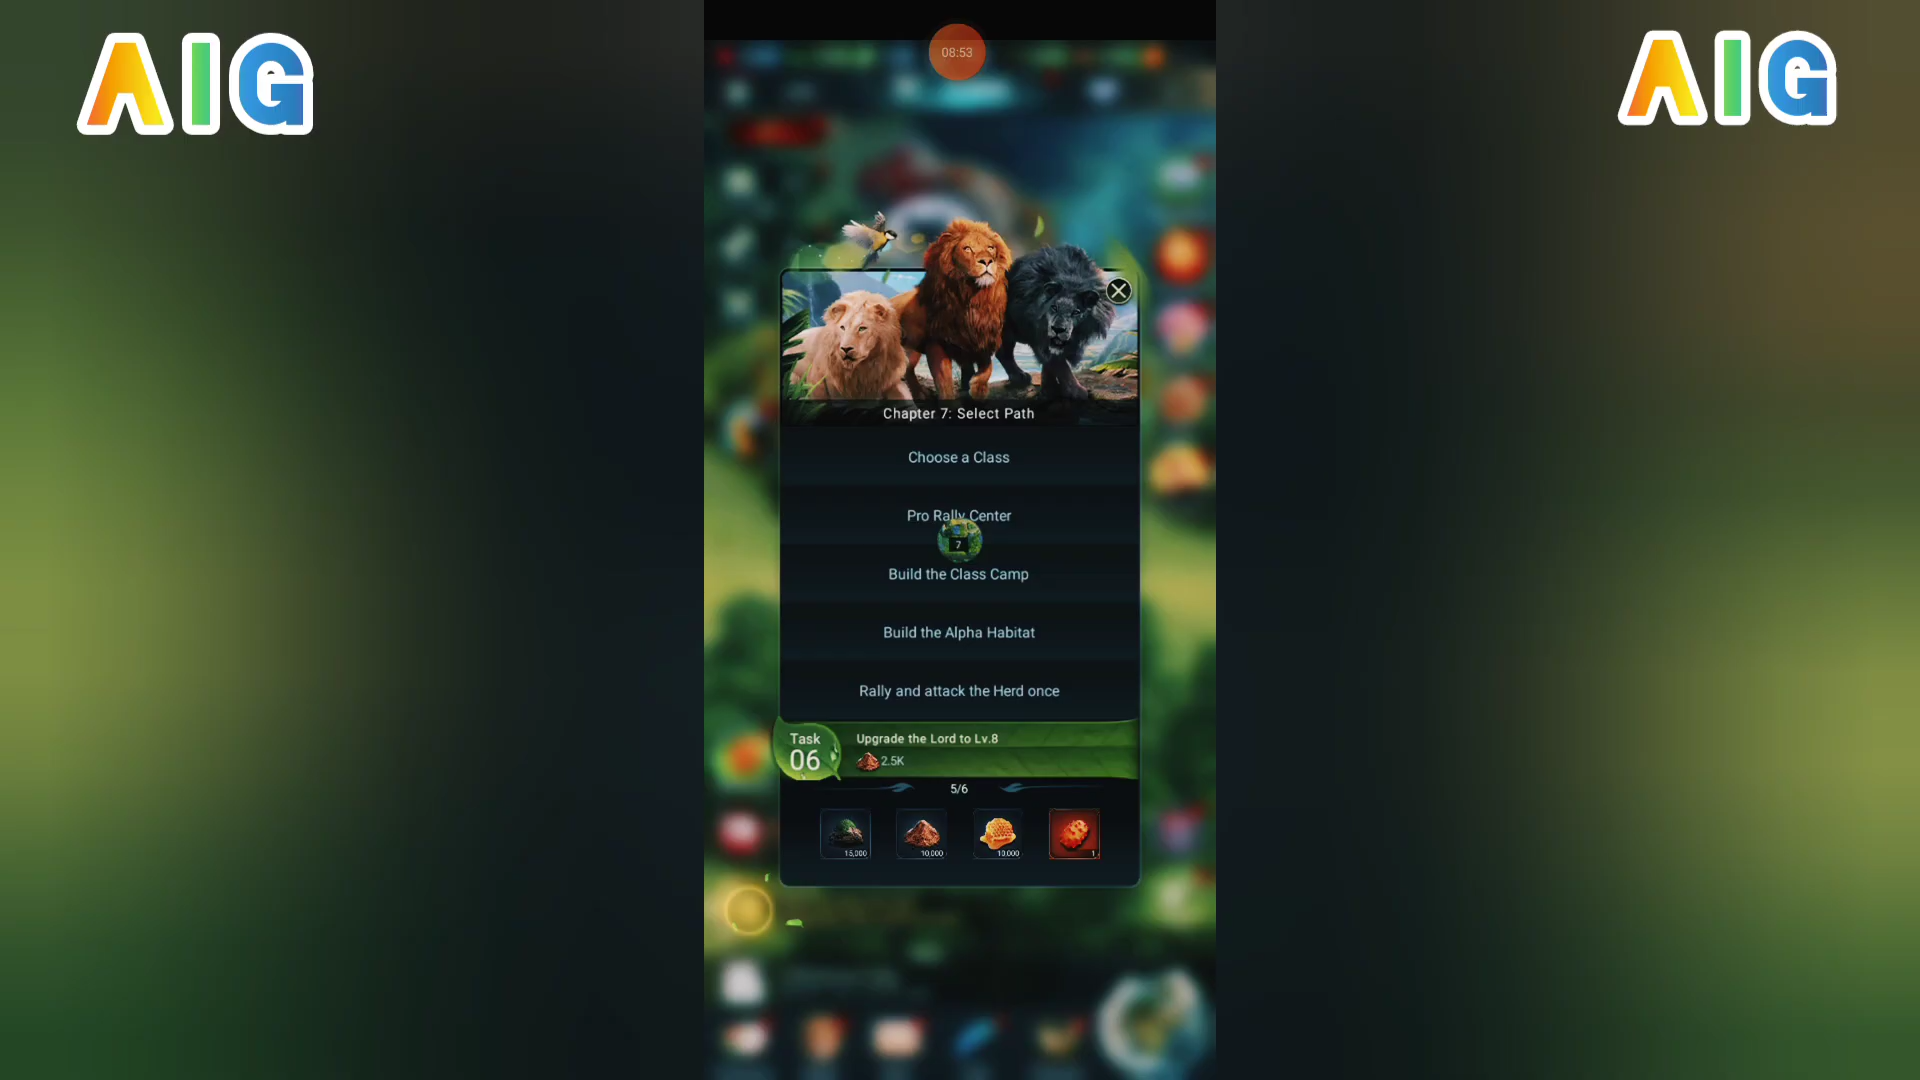 AIG
AIG
08:53
Chapter 7: Select Path
Choose a Class
Pro Rally Center
7
Build the Class Camp
Build the Alpha Habitat
Rally and attack the Herd once
Task
06
Upgrade the Lord to Lv.8
2.5K
5/6
15,000
10,000
10,000
1